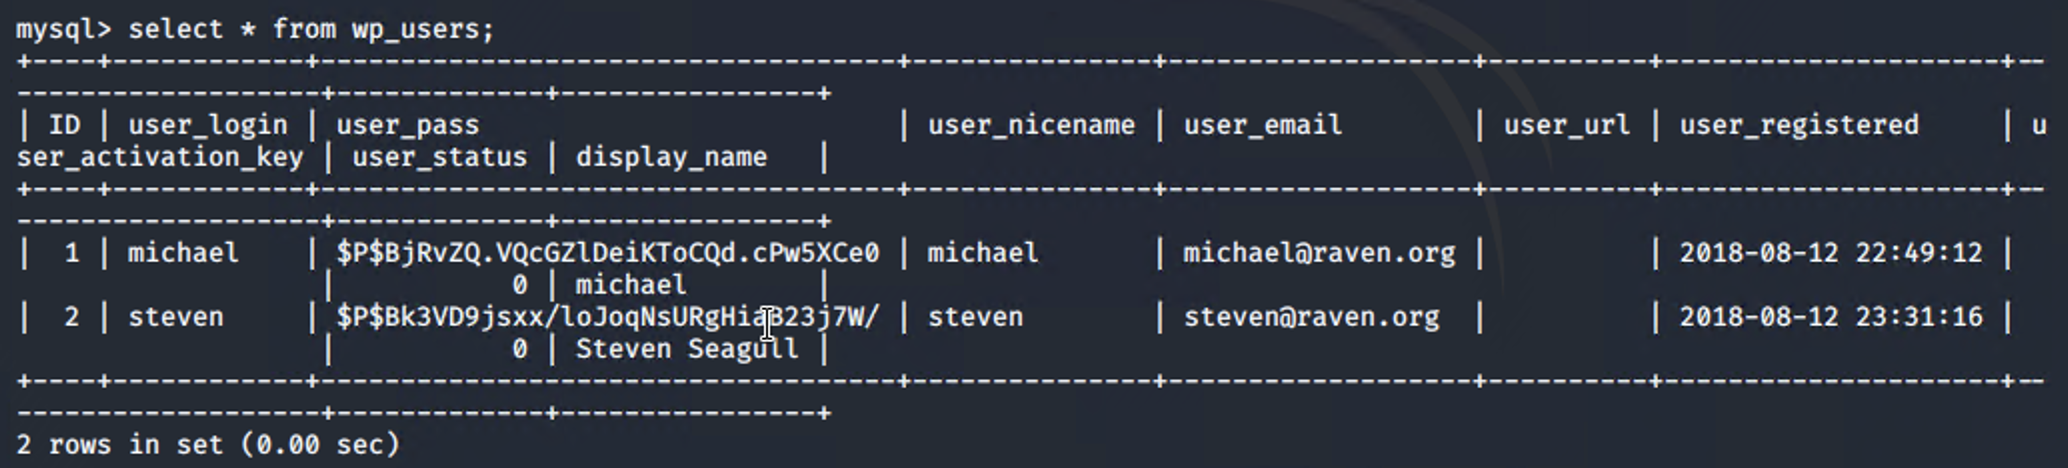 mysql> select * from wp_users;
+----+------------+------------------------------------+---------------+-------------------+----------+---------------------+--
-------------------+-------------+----------------+
| ID | user_login | user_pass                          | user_nicename | user_email        | user_url | user_registered     | u
ser_activation_key | user_status | display_name   |
+----+------------+------------------------------------+---------------+-------------------+----------+---------------------+--
-------------------+-------------+----------------+
|  1 | michael    | $P$BjRvZQ.VQcGZlDeiKToCQd.cPw5XCe0 | michael       | michael@raven.org |          | 2018-08-12 22:49:12 |
                   |           0 | michael        |
|  2 | steven     | $P$Bk3VD9jsxx/loJoqNsURgHiaB23j7W/ | steven        | steven@raven.org  |          | 2018-08-12 23:31:16 |
                   |           0 | Steven Seagull |
+----+------------+------------------------------------+---------------+-------------------+----------+---------------------+--
-------------------+-------------+----------------+
2 rows in set (0.00 sec)